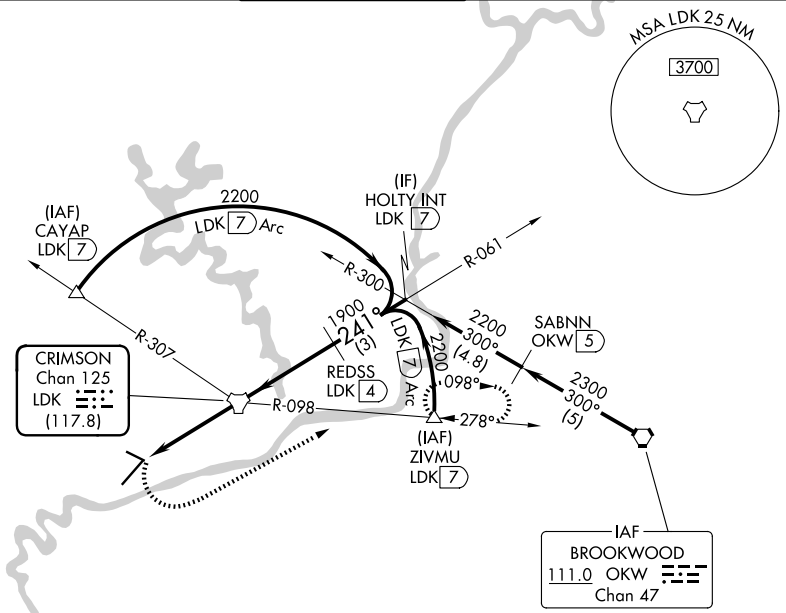 MSA LDK 25 NM
3700
(IF)
HOLTY INT
LDK 7
(IAF)
CAYAP
LDK 7
2200
LDK 7 Arc
R-300
R-061
R-307
1900
241°
(3)
REDSS
LDK 4
2200
LDK 7 Arc
2200
300°
(4.8)
SABNN
OKW 5
2300
300°
(5)
CRIMSON
Chan 125
LDK
(117.8)
R-098
098°
278°
(IAF)
ZIVMU
LDK 7
IAF
BROOKWOOD
111.0 OKW
Chan 47